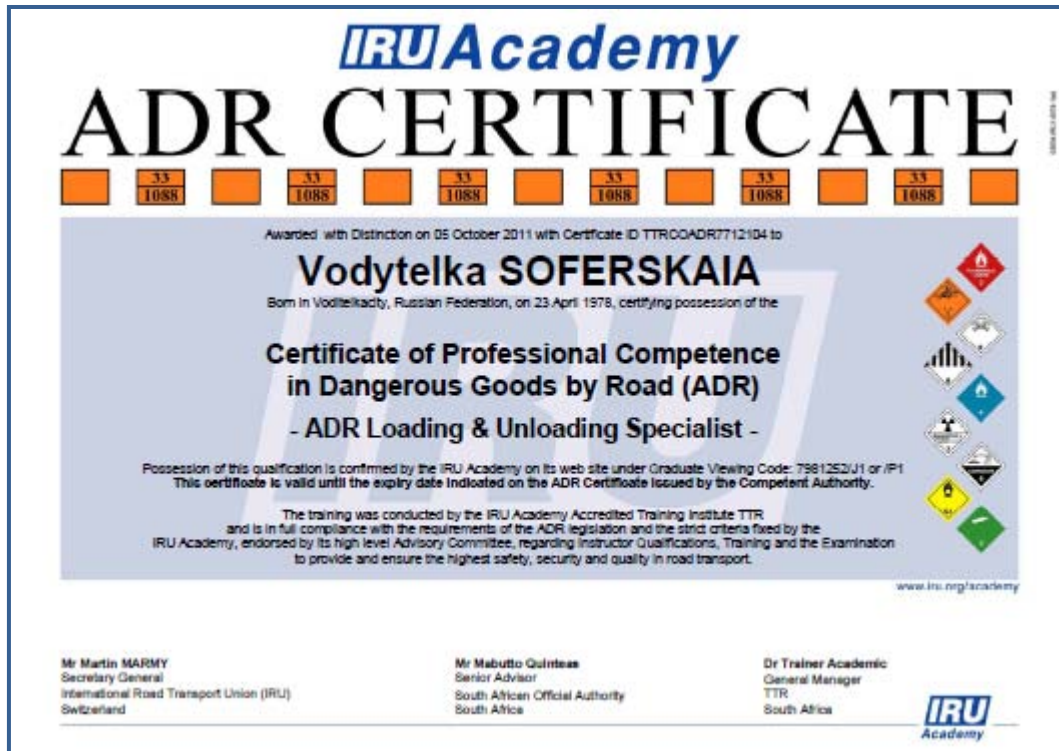 IRU Academy
ADR CERTIFICATE
33 33 33 33 33 33
1088 1088 1088 1088 1088 1088
Awarded with Distinction on 05 October 2011 with Certificate ID TTRCOADR7712104 to
Vodytelka SOFERSKAIA
Born in Voditelkacity, Russian Federation, on 23 April 1978, certifying possession of the
Certificate of Professional Competence
in Dangerous Goods by Road (ADR)
- ADR Loading & Unloading Specialist -
Possession of this qualification is confirmed by the IRU Academy on its web site under Graduate Viewing Code: 7981252/J1 or /P1
This certificate is valid until the expiry date indicated on the ADR Certificate issued by the Competent Authority.
The training was conducted by the IRU Academy Accredited Training Institute TTR
and is in full compliance with the requirements of the ADR legislation and the strict criteria fixed by the
IRU Academy, endorsed by its high level Advisory Committee, regarding Instructor Qualifications, Training and the Examination
to provide and ensure the highest safety, security and quality in road transport.
IRU
www.iru.org/academy
Mr Martin MARMY
Secretary General
International Road Transport Union (IRU)
Switzerland
Mr Mabutto Quinteas
Senior Advisor
South African Official Authority
South Africa
Dr Trainer Academic
General Manager
TTR
South Africa
IRU
Academy